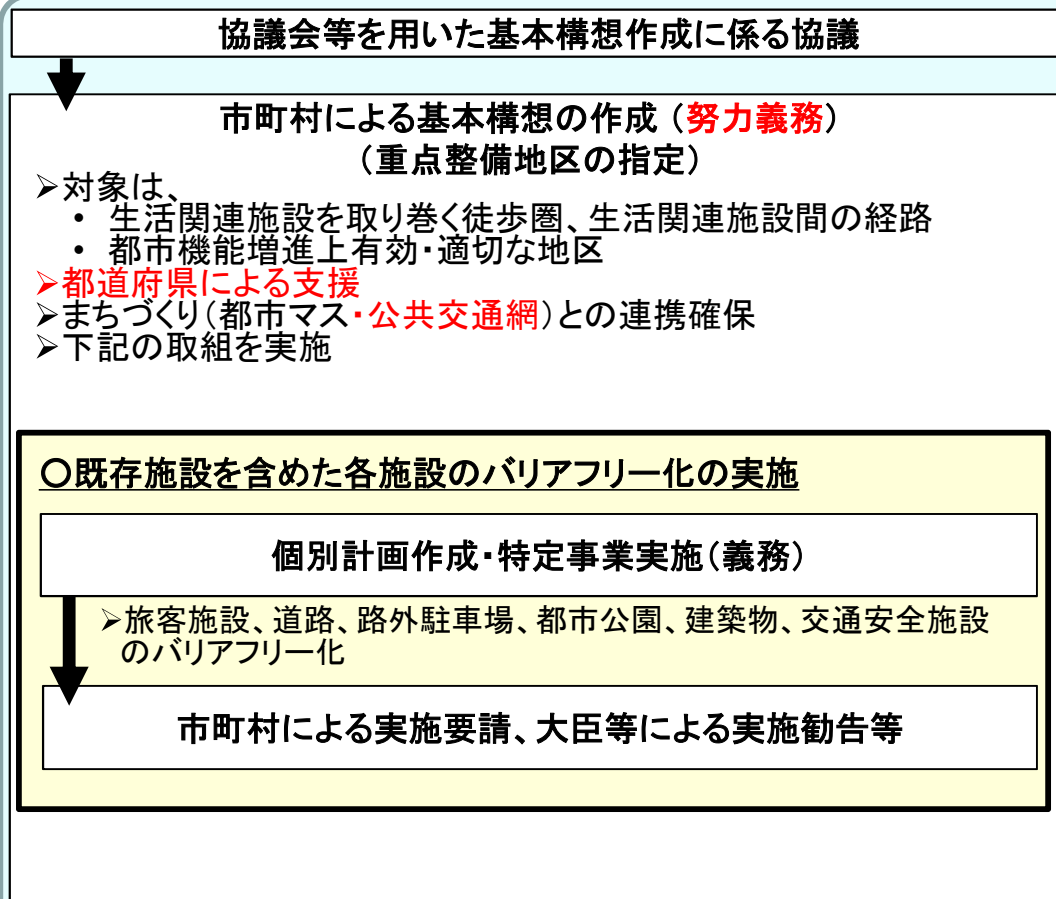 協議会等を用いた基本構想作成に係る協議
市町村による基本構想の作成（努力義務）
（重点整備地区の指定）
➢対象は、
• 生活関連施設を取り巻く徒歩圏、生活関連施設間の経路
• 都市機能増進上有効・適切な地区
➢都道府県による支援
➢まちづくり（都市マス・公共交通網）との連携確保
➢下記の取組を実施
〇既存施設を含めた各施設のバリアフリー化の実施
個別計画作成・特定事業実施（義務）
➢旅客施設、道路、路外駐車場、都市公園、建築物、交通安全施設
のバリアフリー化
市町村による実施要請、大臣等による実施勧告等